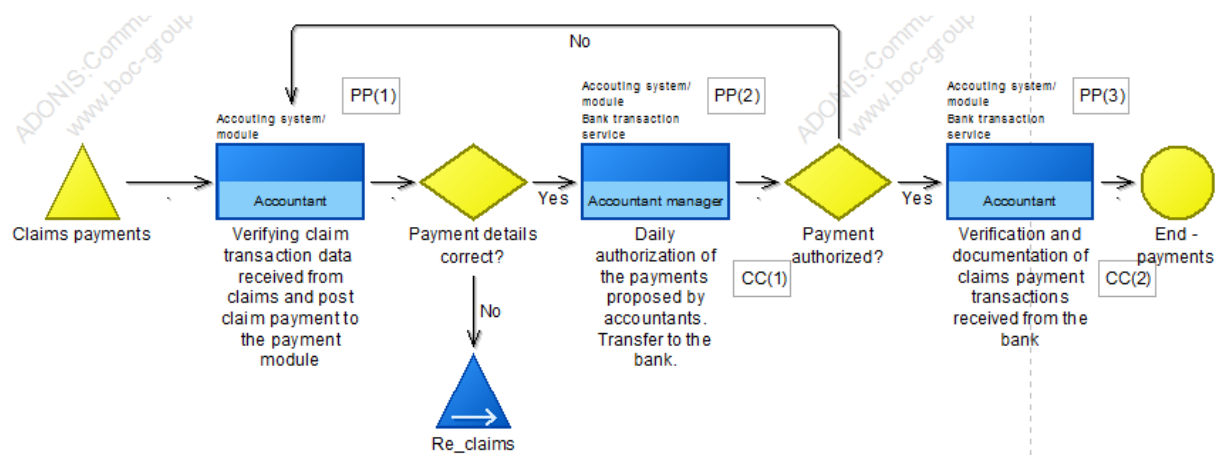 ADONIS:Commu
www.boc-group
ADONIS:Commu
www.boc-group
No
PP(1)
Accouting system/
module
Accountant
Verifying claim
transaction data
received from
claims and post
claim payment to
the payment
module
Claims payments
Payment details
correct?
Yes
No
Re_claims
Accouting system/
module
Bank transaction
service
PP(2)
Accountant manager
Daily
authorization of
the payments
proposed by
accountants.
Transfer to the
bank.
CC(1)
Payment
authorized?
Yes
Accouting system/
module
Bank transaction
service
PP(3)
Accountant
Verification and
documentation of
claims payment
transactions
received from the
bank
CC(2)
End -
payments